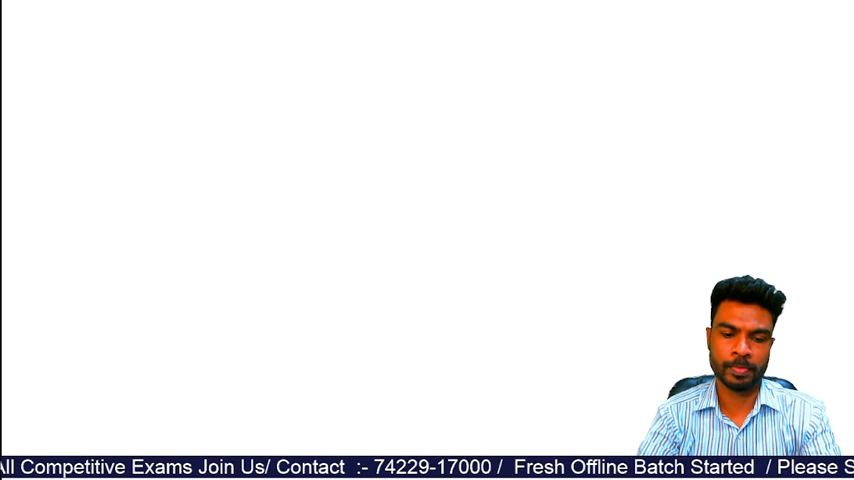 All Competitive Exams Join Us/ Contact :- 74229-17000 / Fresh Offline Batch Started / Please S